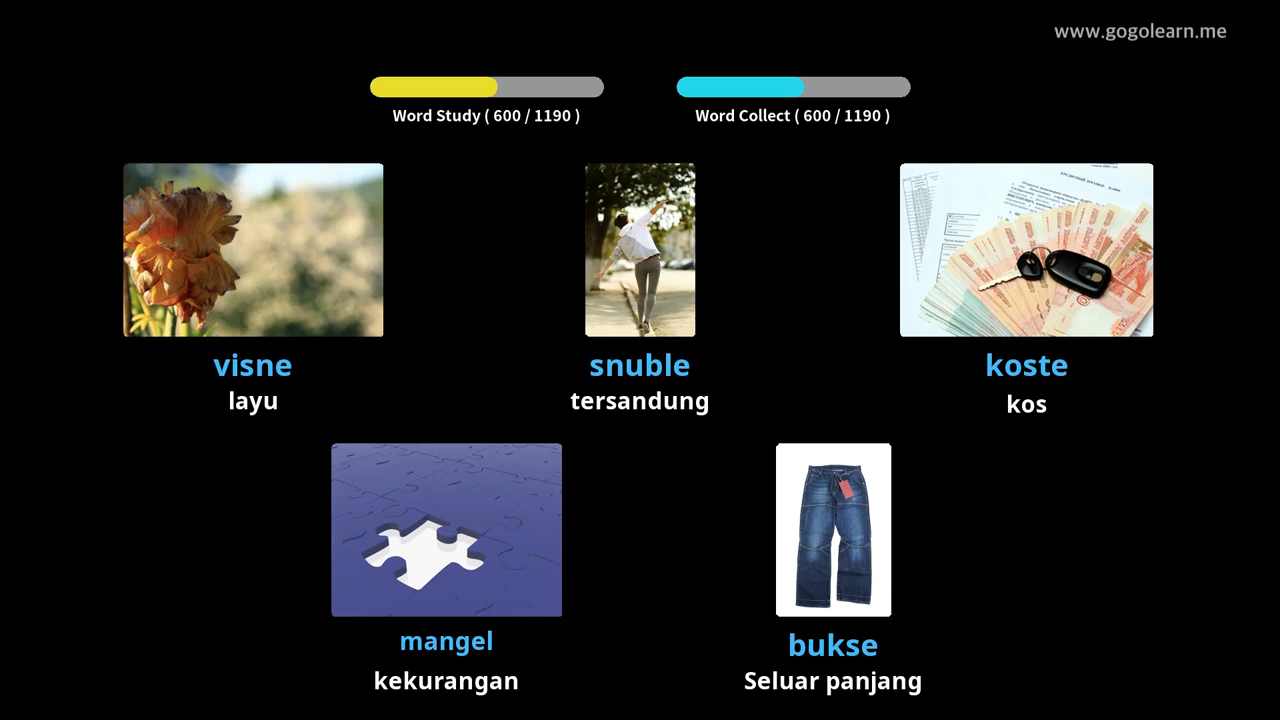 www.gogolearn.me
Word Study ( 600 / 1190 )
Word Collect ( 600 / 1190 )
visne
layu
snuble
tersandung
koste
kos
mangel
kekurangan
bukse
Seluar panjang